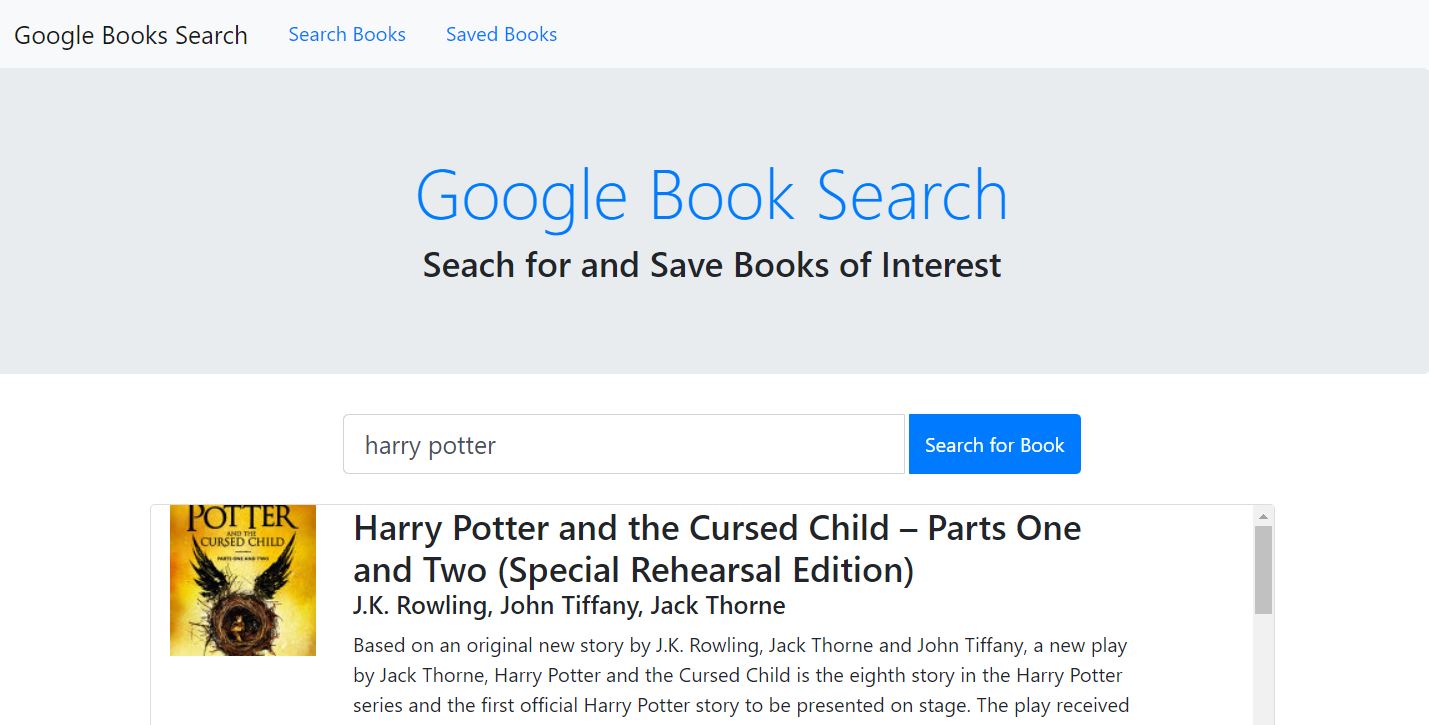 Google Books Search Search Books Saved Books
Google Book Search
Seach for and Save Books of Interest
harry potter Search for Book
POTTER
AND THE
CURSED CHILD
PARTS ONE AND TWO
Harry Potter and the Cursed Child – Parts One
and Two (Special Rehearsal Edition)
J.K. Rowling, John Tiffany, Jack Thorne
Based on an original new story by J.K. Rowling, Jack Thorne and John Tiffany, a new play
by Jack Thorne, Harry Potter and the Cursed Child is the eighth story in the Harry Potter
series and the first official Harry Potter story to be presented on stage. The play received